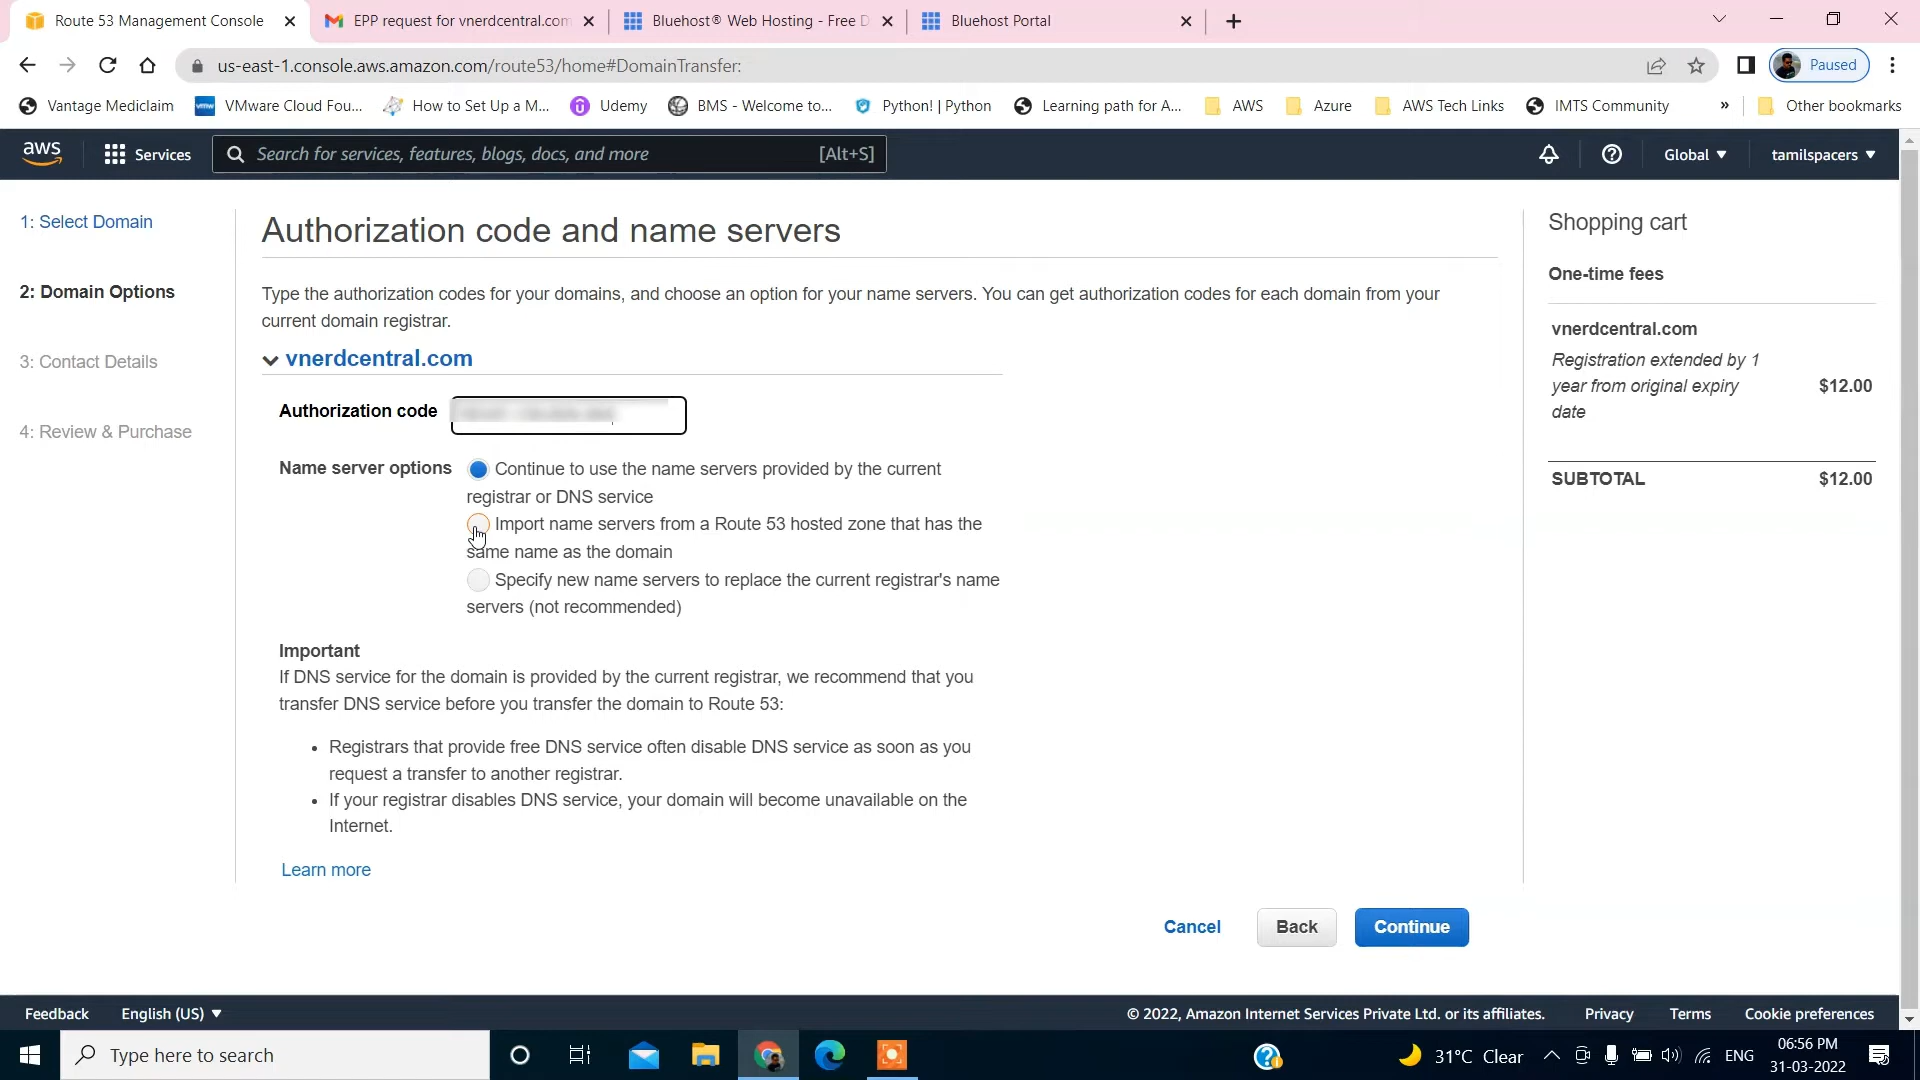 Route 53 Management Console
EPP request for vnerdcentral.com
Bluehost® Web Hosting - Free D
Bluehost Portal
us-east-1.console.aws.amazon.com/route53/home#DomainTransfer:
Paused
Vantage Mediclaim
vmw
VMware Cloud Fou...
How to Set Up a M...
Udemy
BMS - Welcome to...
Python! | Python
Learning path for A...
AWS
Azure
AWS Tech Links
IMTS Community
»
Other bookmarks
aws
Services
Search for services, features, blogs, docs, and more
[Alt+S]
Global
tamilspacers
1: Select Domain
2: Domain Options
3: Contact Details
4: Review & Purchase
Authorization code and name servers
Type the authorization codes for your domains, and choose an option for your name servers. You can get authorization codes for each domain from your
current domain registrar.
vnerdcentral.com
Authorization code
Name server options
Continue to use the name servers provided by the current
registrar or DNS service
Import name servers from a Route 53 hosted zone that has the
same name as the domain
Specify new name servers to replace the current registrar's name
servers (not recommended)
Important
If DNS service for the domain is provided by the current registrar, we recommend that you
transfer DNS service before you transfer the domain to Route 53:
• Registrars that provide free DNS service often disable DNS service as soon as you
request a transfer to another registrar.
• If your registrar disables DNS service, your domain will become unavailable on the
Internet.
Learn more
Cancel
Back
Continue
Shopping cart
One-time fees
vnerdcentral.com
Registration extended by 1
year from original expiry
date
$12.00
SUBTOTAL
$12.00
Feedback
English (US)
© 2022, Amazon Internet Services Private Ltd. or its affiliates.
Privacy
Terms
Cookie preferences
Type here to search
31°C Clear
ENG
06:56 PM
31-03-2022